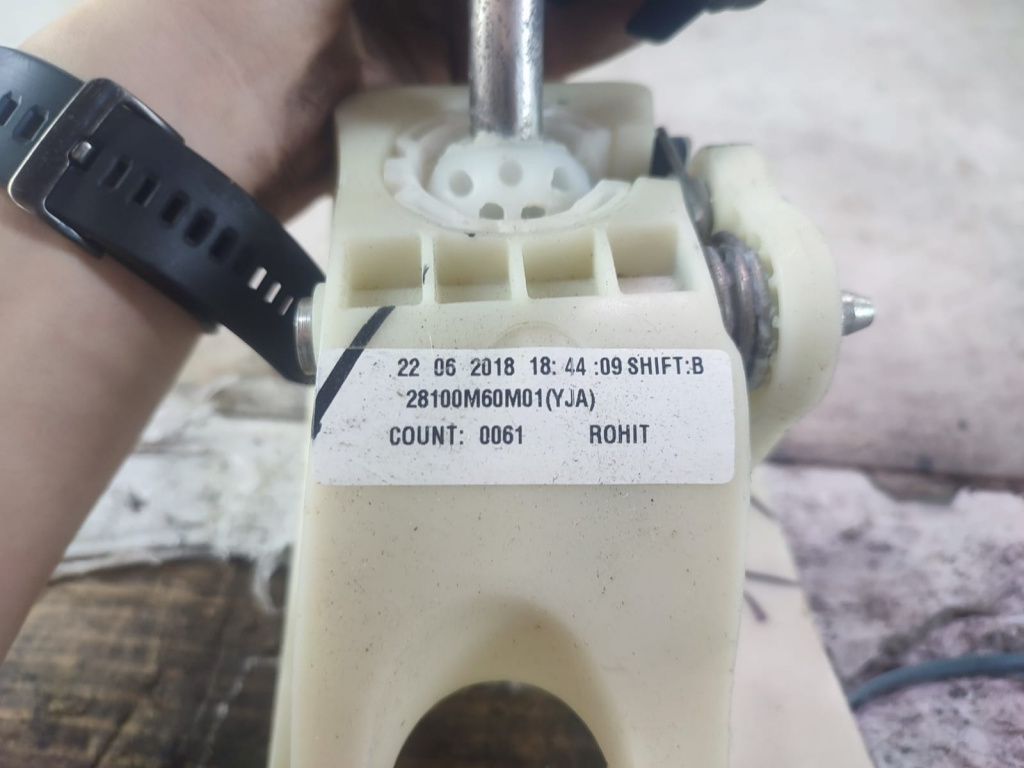 22 06 2018 18: 44 :09 SHIFT:B
28100M60M01(YJA)
COUNT: 0061 ROHIT